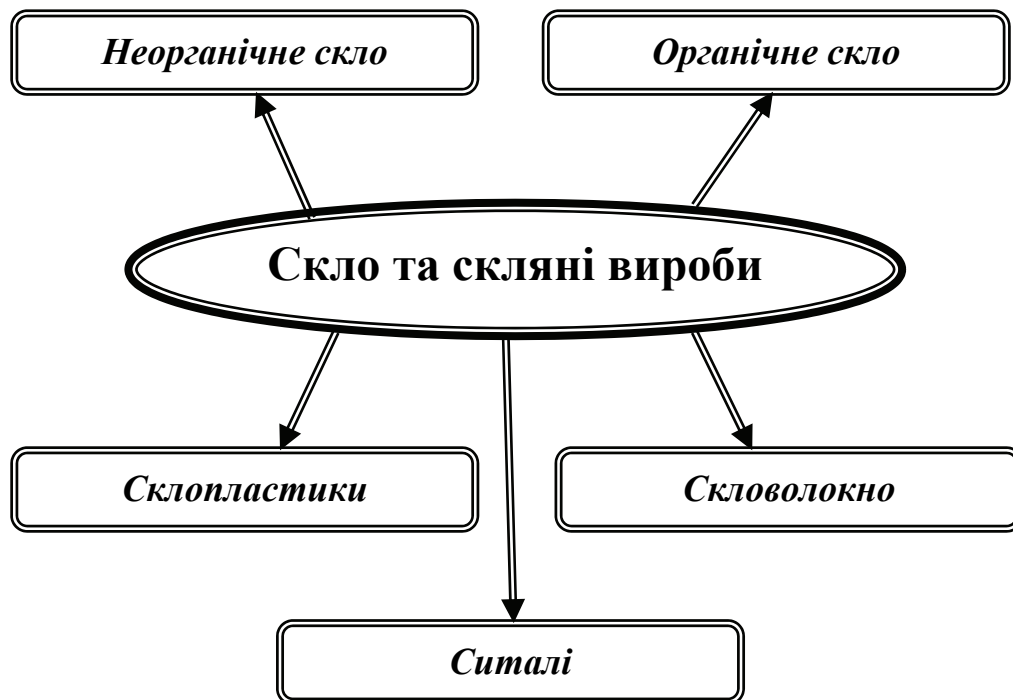 Неорганічне скло
Органічне скло
Скло та скляні вироби
Склопластики
Скловолокно
Ситалі